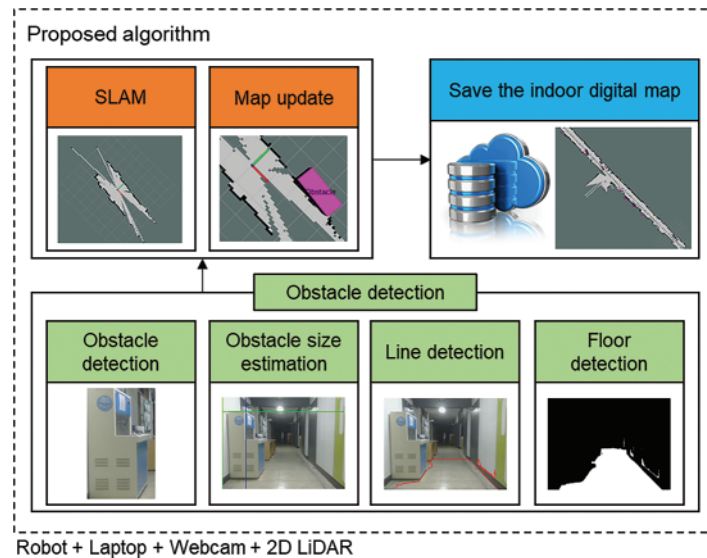 Proposed algorithm
SLAM
Map update
Save the indoor digital map
Obstacle
Obstacle detection
Obstacle
detection
Obstacle size
estimation
Line detection
Floor
detection
Robot + Laptop + Webcam + 2D LiDAR